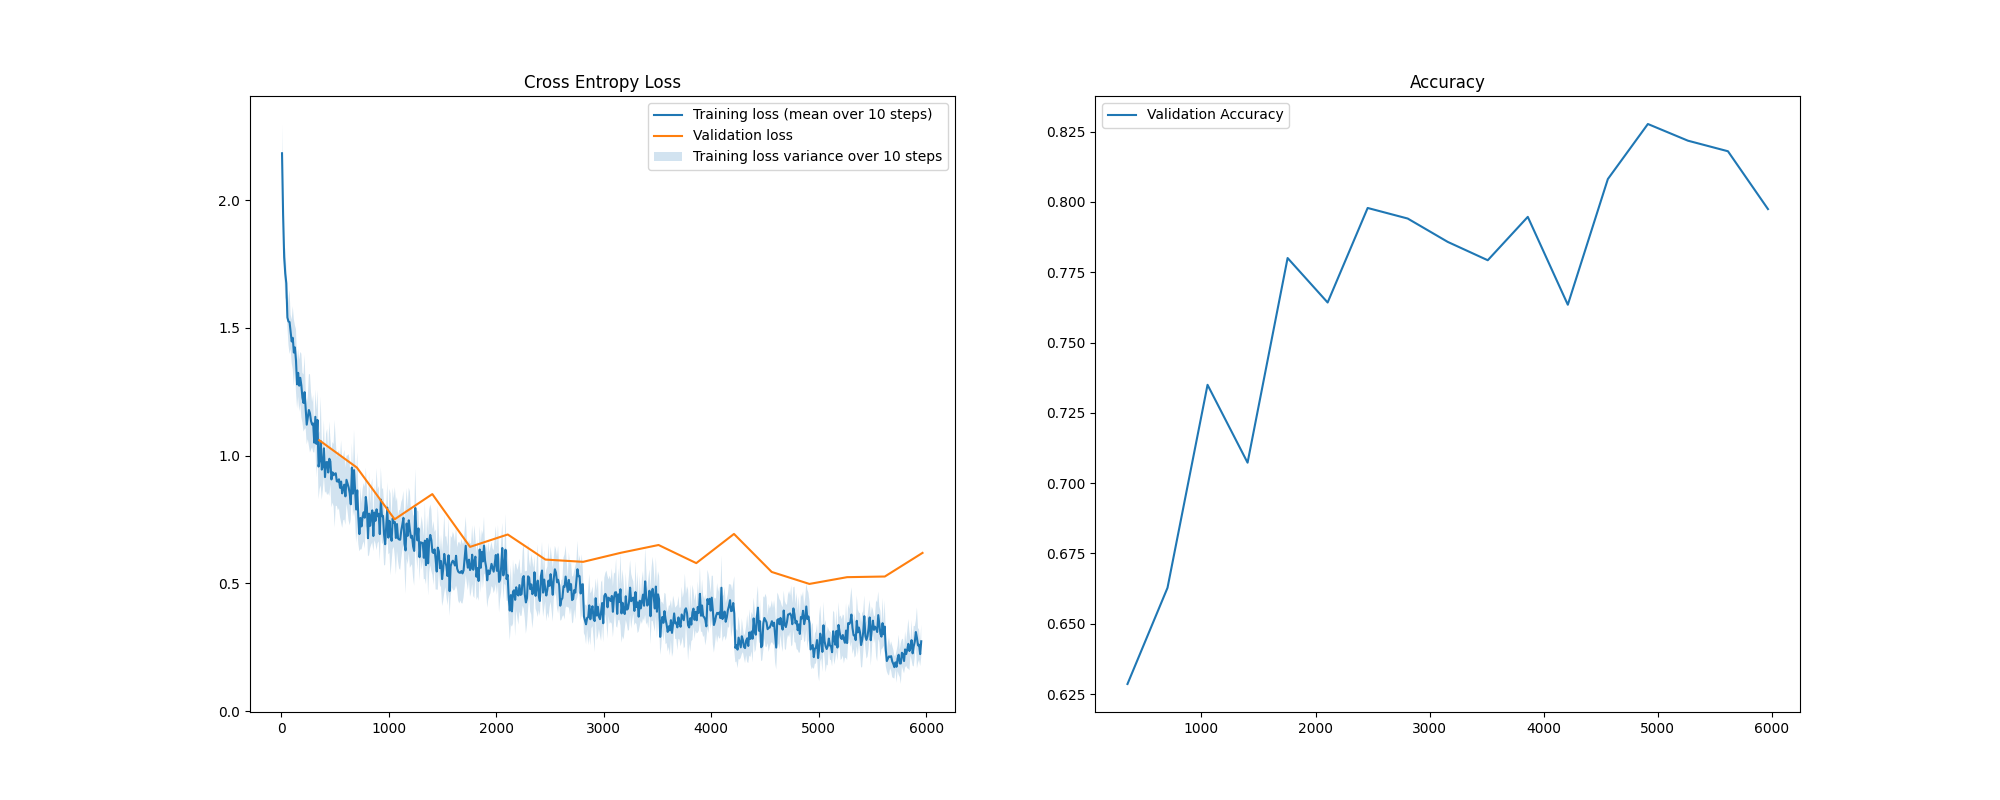 Cross Entropy Loss
Training loss (mean over 10 steps)
Validation loss
Training loss variance over 10 steps
2.0
1.5
1.0
0.5
0.0
0 1000 2000 3000 4000 5000 6000
Accuracy
Validation Accuracy
0.825
0.800
0.775
0.750
0.725
0.700
0.675
0.650
0.625
1000 2000 3000 4000 5000 6000